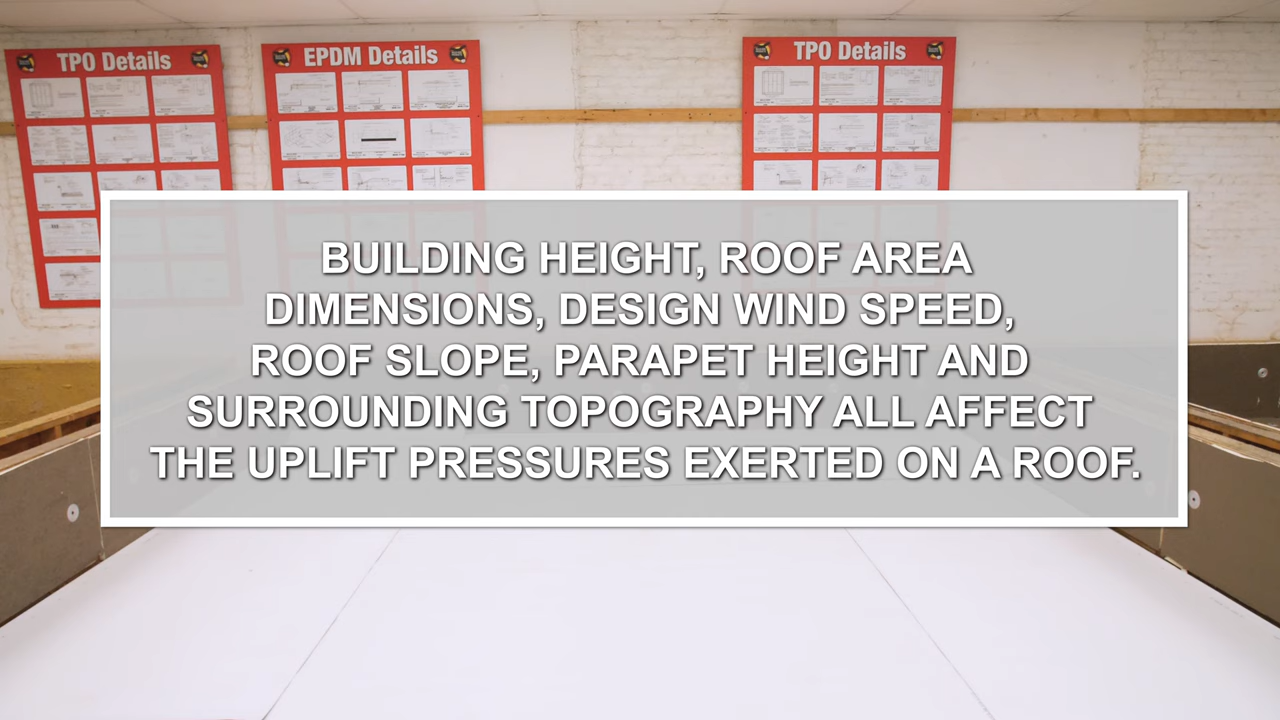 TPO Details
EPDM Details
TPO Details
BUILDING HEIGHT, ROOF AREA
DIMENSIONS, DESIGN WIND SPEED,
ROOF SLOPE, PARAPET HEIGHT AND
SURROUNDING TOPOGRAPHY ALL AFFECT
THE UPLIFT PRESSURES EXERTED ON A ROOF.